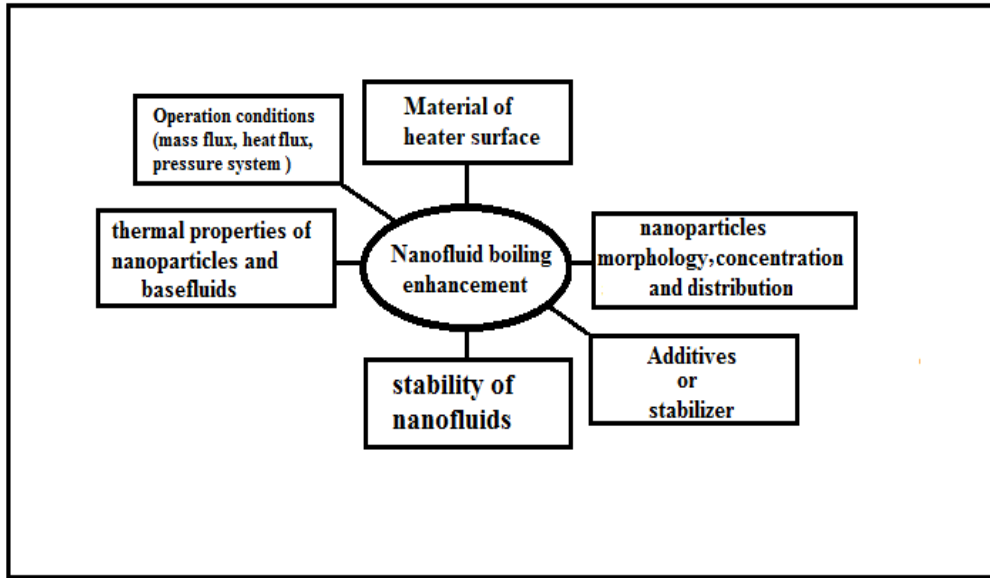 Material of
heater surface
Operation conditions
(mass flux, heat flux,
pressure system )
thermal properties of
nanoparticles and
basefluids
Nanofluid boiling
enhancement
nanoparticles
morphology,concentration
and distribution
stability of
nanofluids
Additives
or
stabilizer